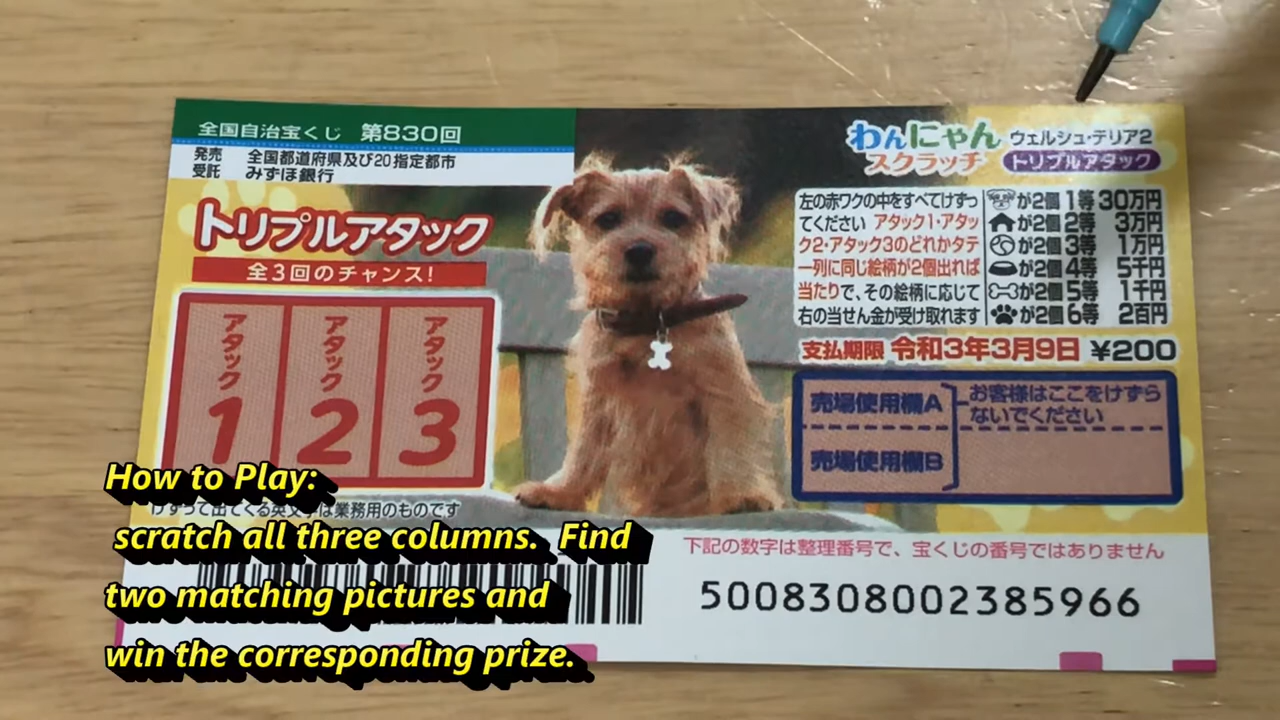 全国自治宝くじ 第830回
発売 全国都道府県及び20指定都市
受託 みずほ銀行
トリプルアタック
全3回のチャンス!
アタック1
アタック2
アタック3
けずって出てくる英文字は業務用のものです
わんにゃんスクラッチ
ウェルシュ・テリア2
トリプルアタック
左の赤ワクの中をすべてけずっ
てください アタック1・アタッ
ク2・アタック3のどれかタテ
一列に同じ絵柄が2個出れば
当たりで、その絵柄に応じて
右の当せん金が受け取れます
が2個 1等 30万円
が2個 2等 3万円
が2個 3等 1万円
が2個 4等 5千円
が2個 5等 1千円
が2個 6等 2百円
支払期限 令和3年3月9日 ¥200
売場使用欄A
売場使用欄B
お客様はここをけずら
ないでください
下記の数字は整理番号で、宝くじの番号ではありません
5008308002385966
How to Play:
scratch all three columns. Find
two matching pictures and
win the corresponding prize.